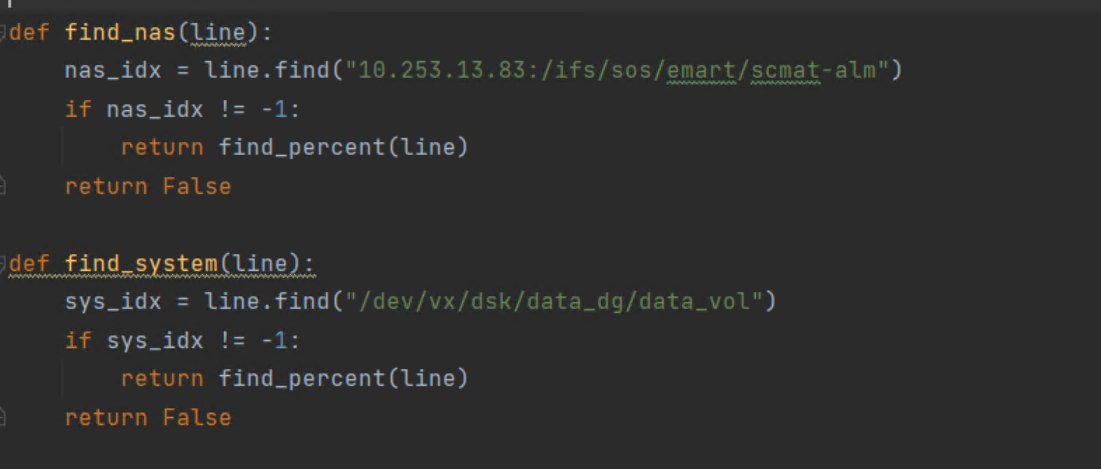 def find_nas(line):
    nas_idx = line.find("10.253.13.83:/ifs/sos/emart/scmat-alm")
    if nas_idx != -1:
        return find_percent(line)
    return False
def find_system(line):
    sys_idx = line.find("/dev/vx/dsk/data_dg/data_vol")
    if sys_idx != -1:
        return find_percent(line)
    return False